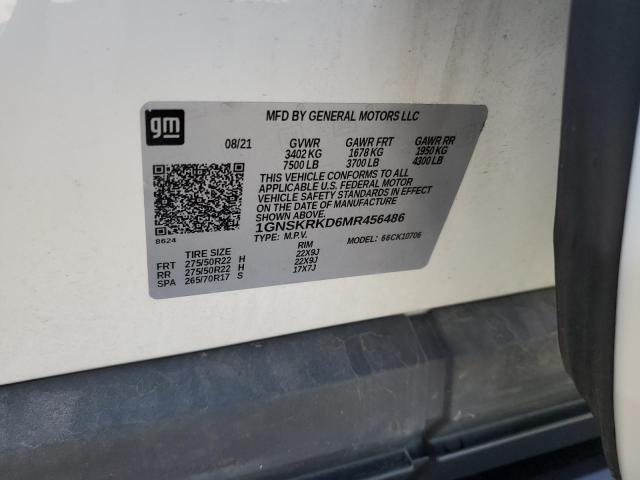 gm
MFD BY GENERAL MOTORS LLC
08/21 GVWR GAWR FRT GAWR RR
3402 KG 1678 KG 1950 KG
7500 LB 3700 LB 4300 LB
THIS VEHICLE CONFORMS TO ALL
APPLICABLE U.S. FEDERAL MOTOR
VEHICLE SAFETY STANDARDS IN EFFECT
ON THE DATE OF MANUFACTURE
SHOWN ABOVE.
1GNSKRKD6MR456486
TYPE: M.P.V. 66CK10706
8624
TIRE SIZE RIM
FRT 275/50R22 H 22X9J
RR 275/50R22 H 22X9J
SPA 265/70R17 S 17X7J